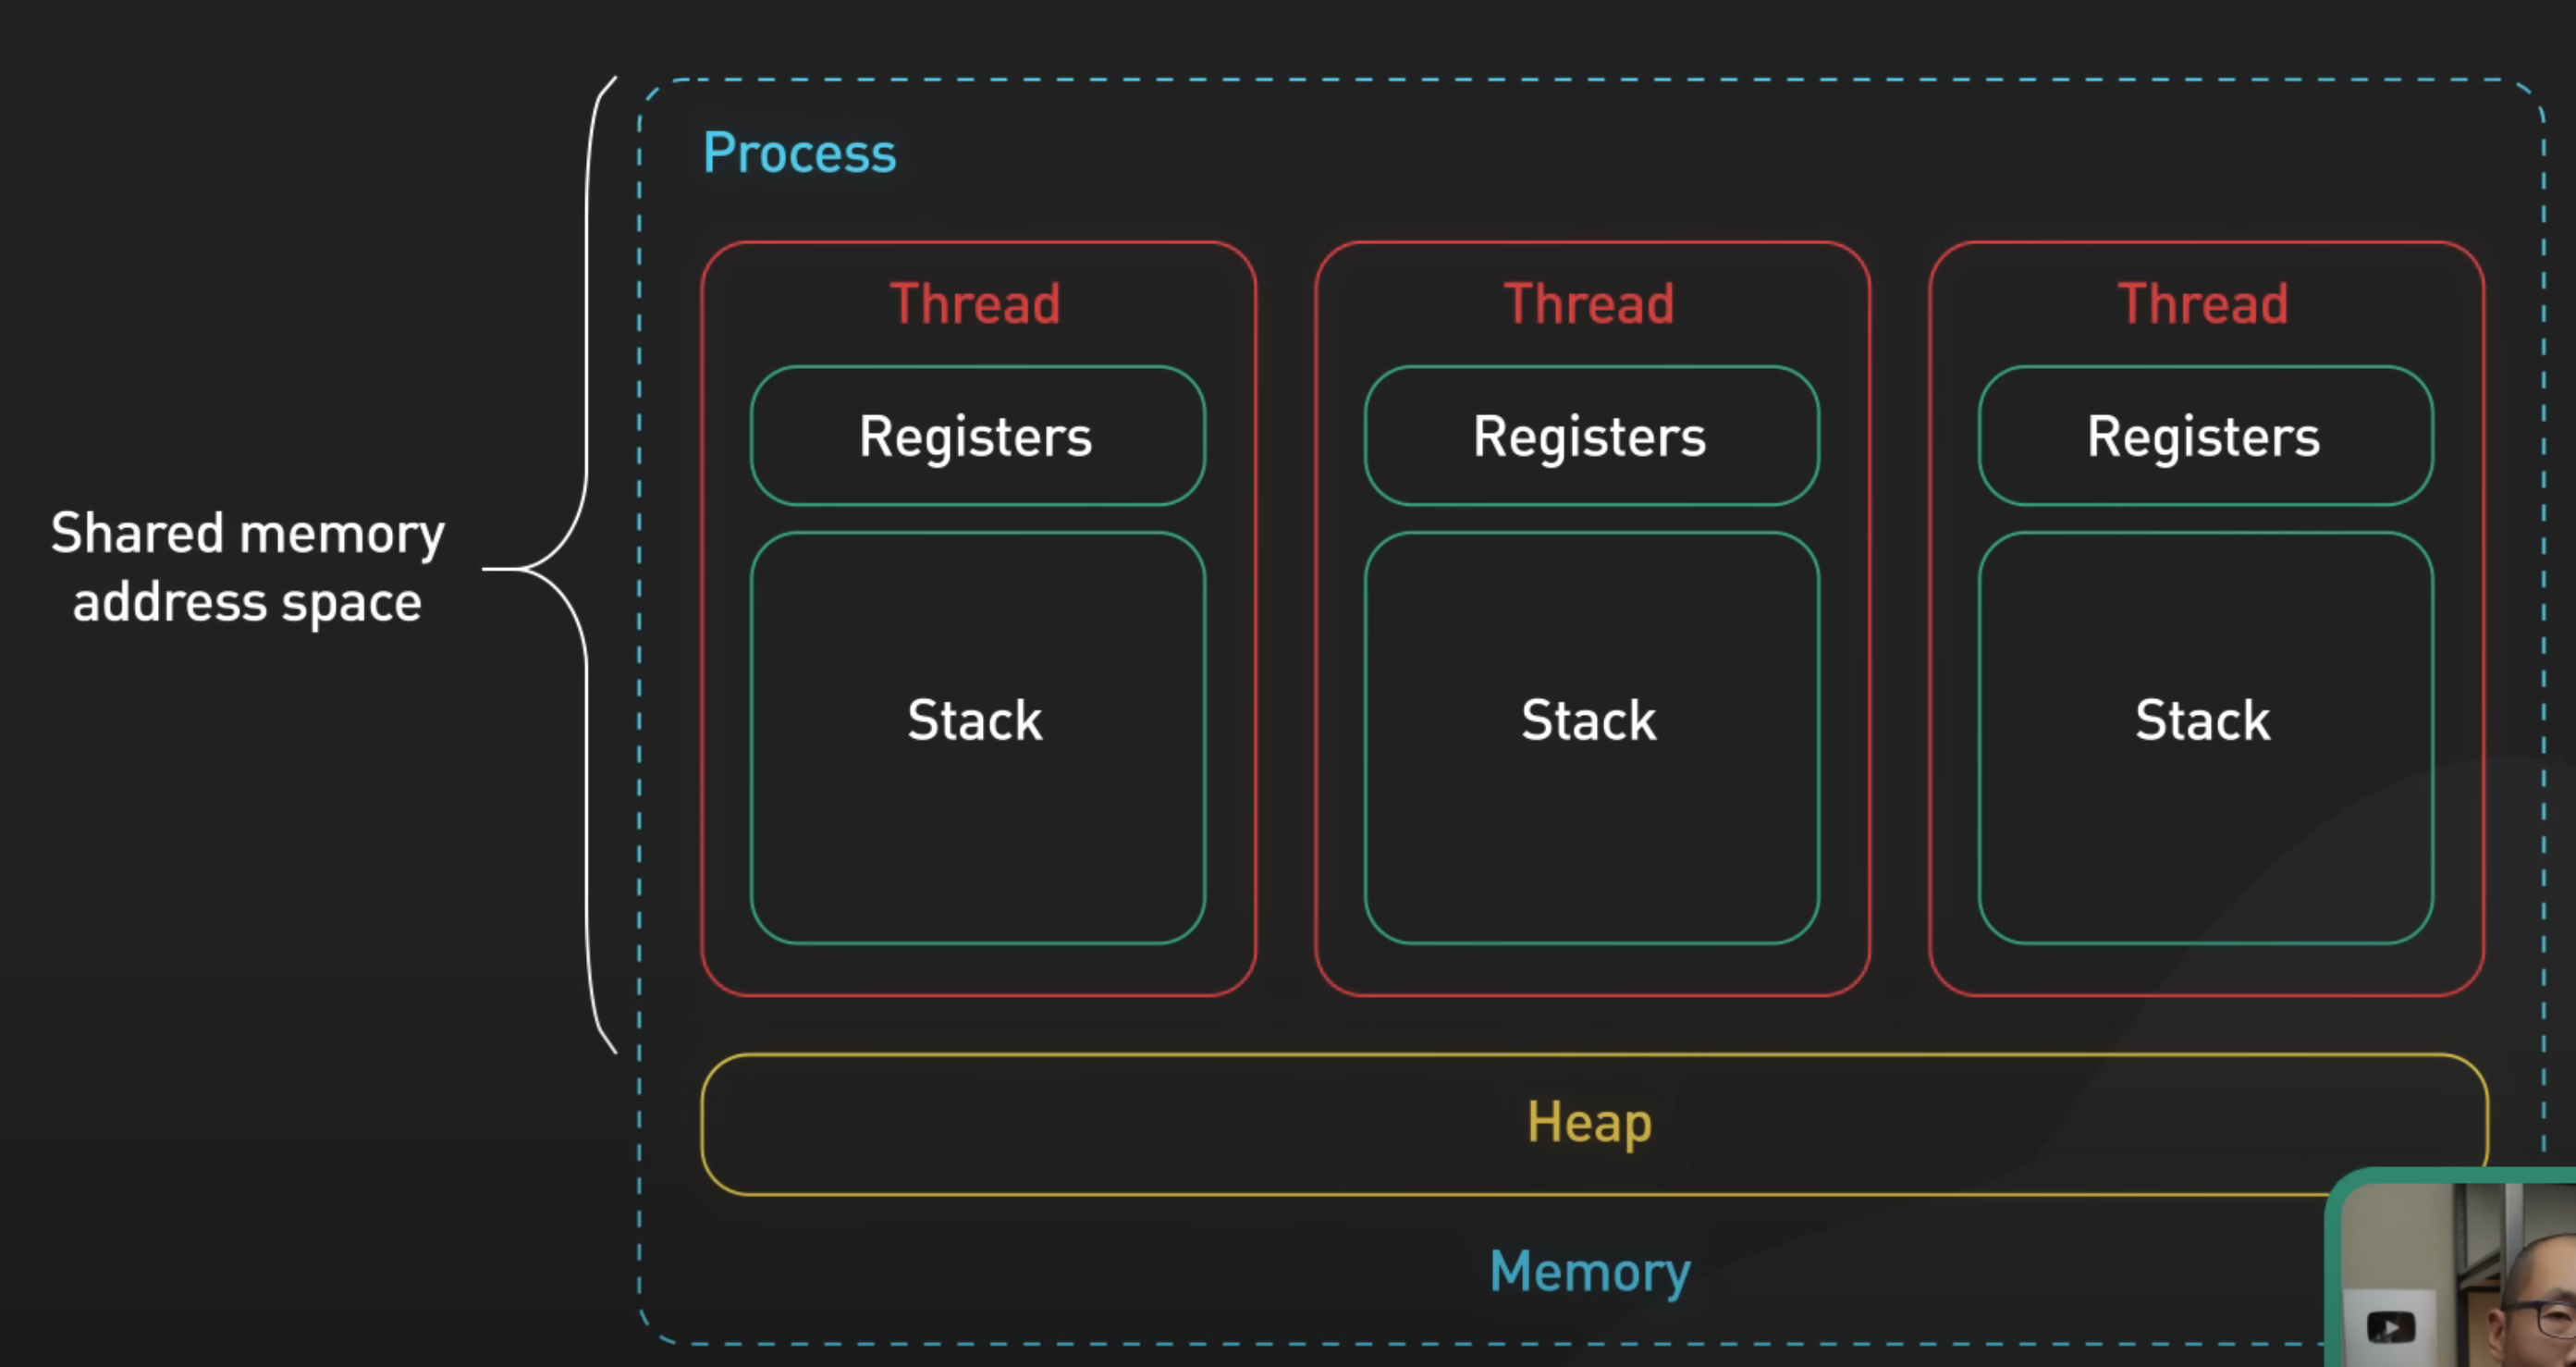 Process
Thread
Thread
Thread
Registers
Registers
Registers
Shared memory
address space
Stack
Stack
Stack
Heap
Memory